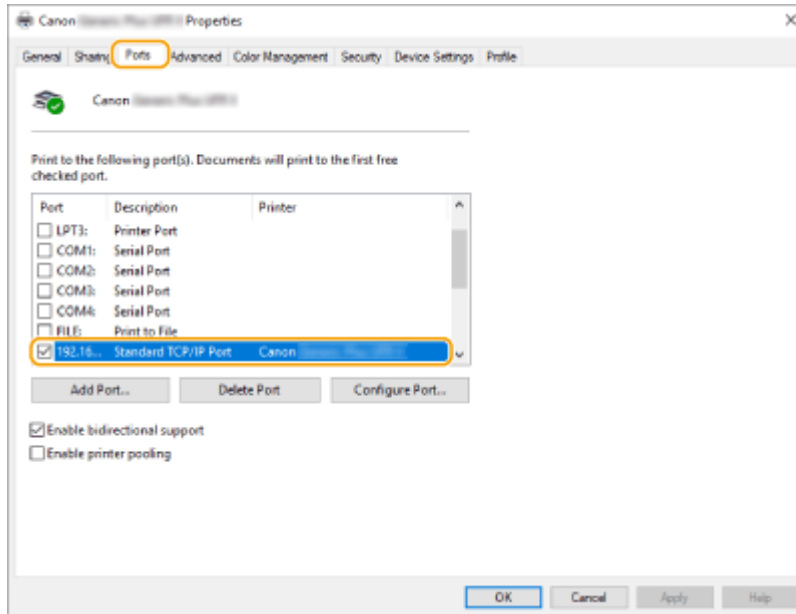 Canon Properties
General Sharing Ports Advanced Color Management Security Device Settings Profile
Canon
Print to the following port(s). Documents will print to the first free
checked port.
Port Description Printer
LPT3: Printer Port
COM1: Serial Port
COM2: Serial Port
COM3: Serial Port
COM4: Serial Port
FILE: Print to File
192.16... Standard TCP/IP Port Canon
Add Port... Delete Port Configure Port...
Enable bidirectional support
Enable printer pooling
OK Cancel Apply Help